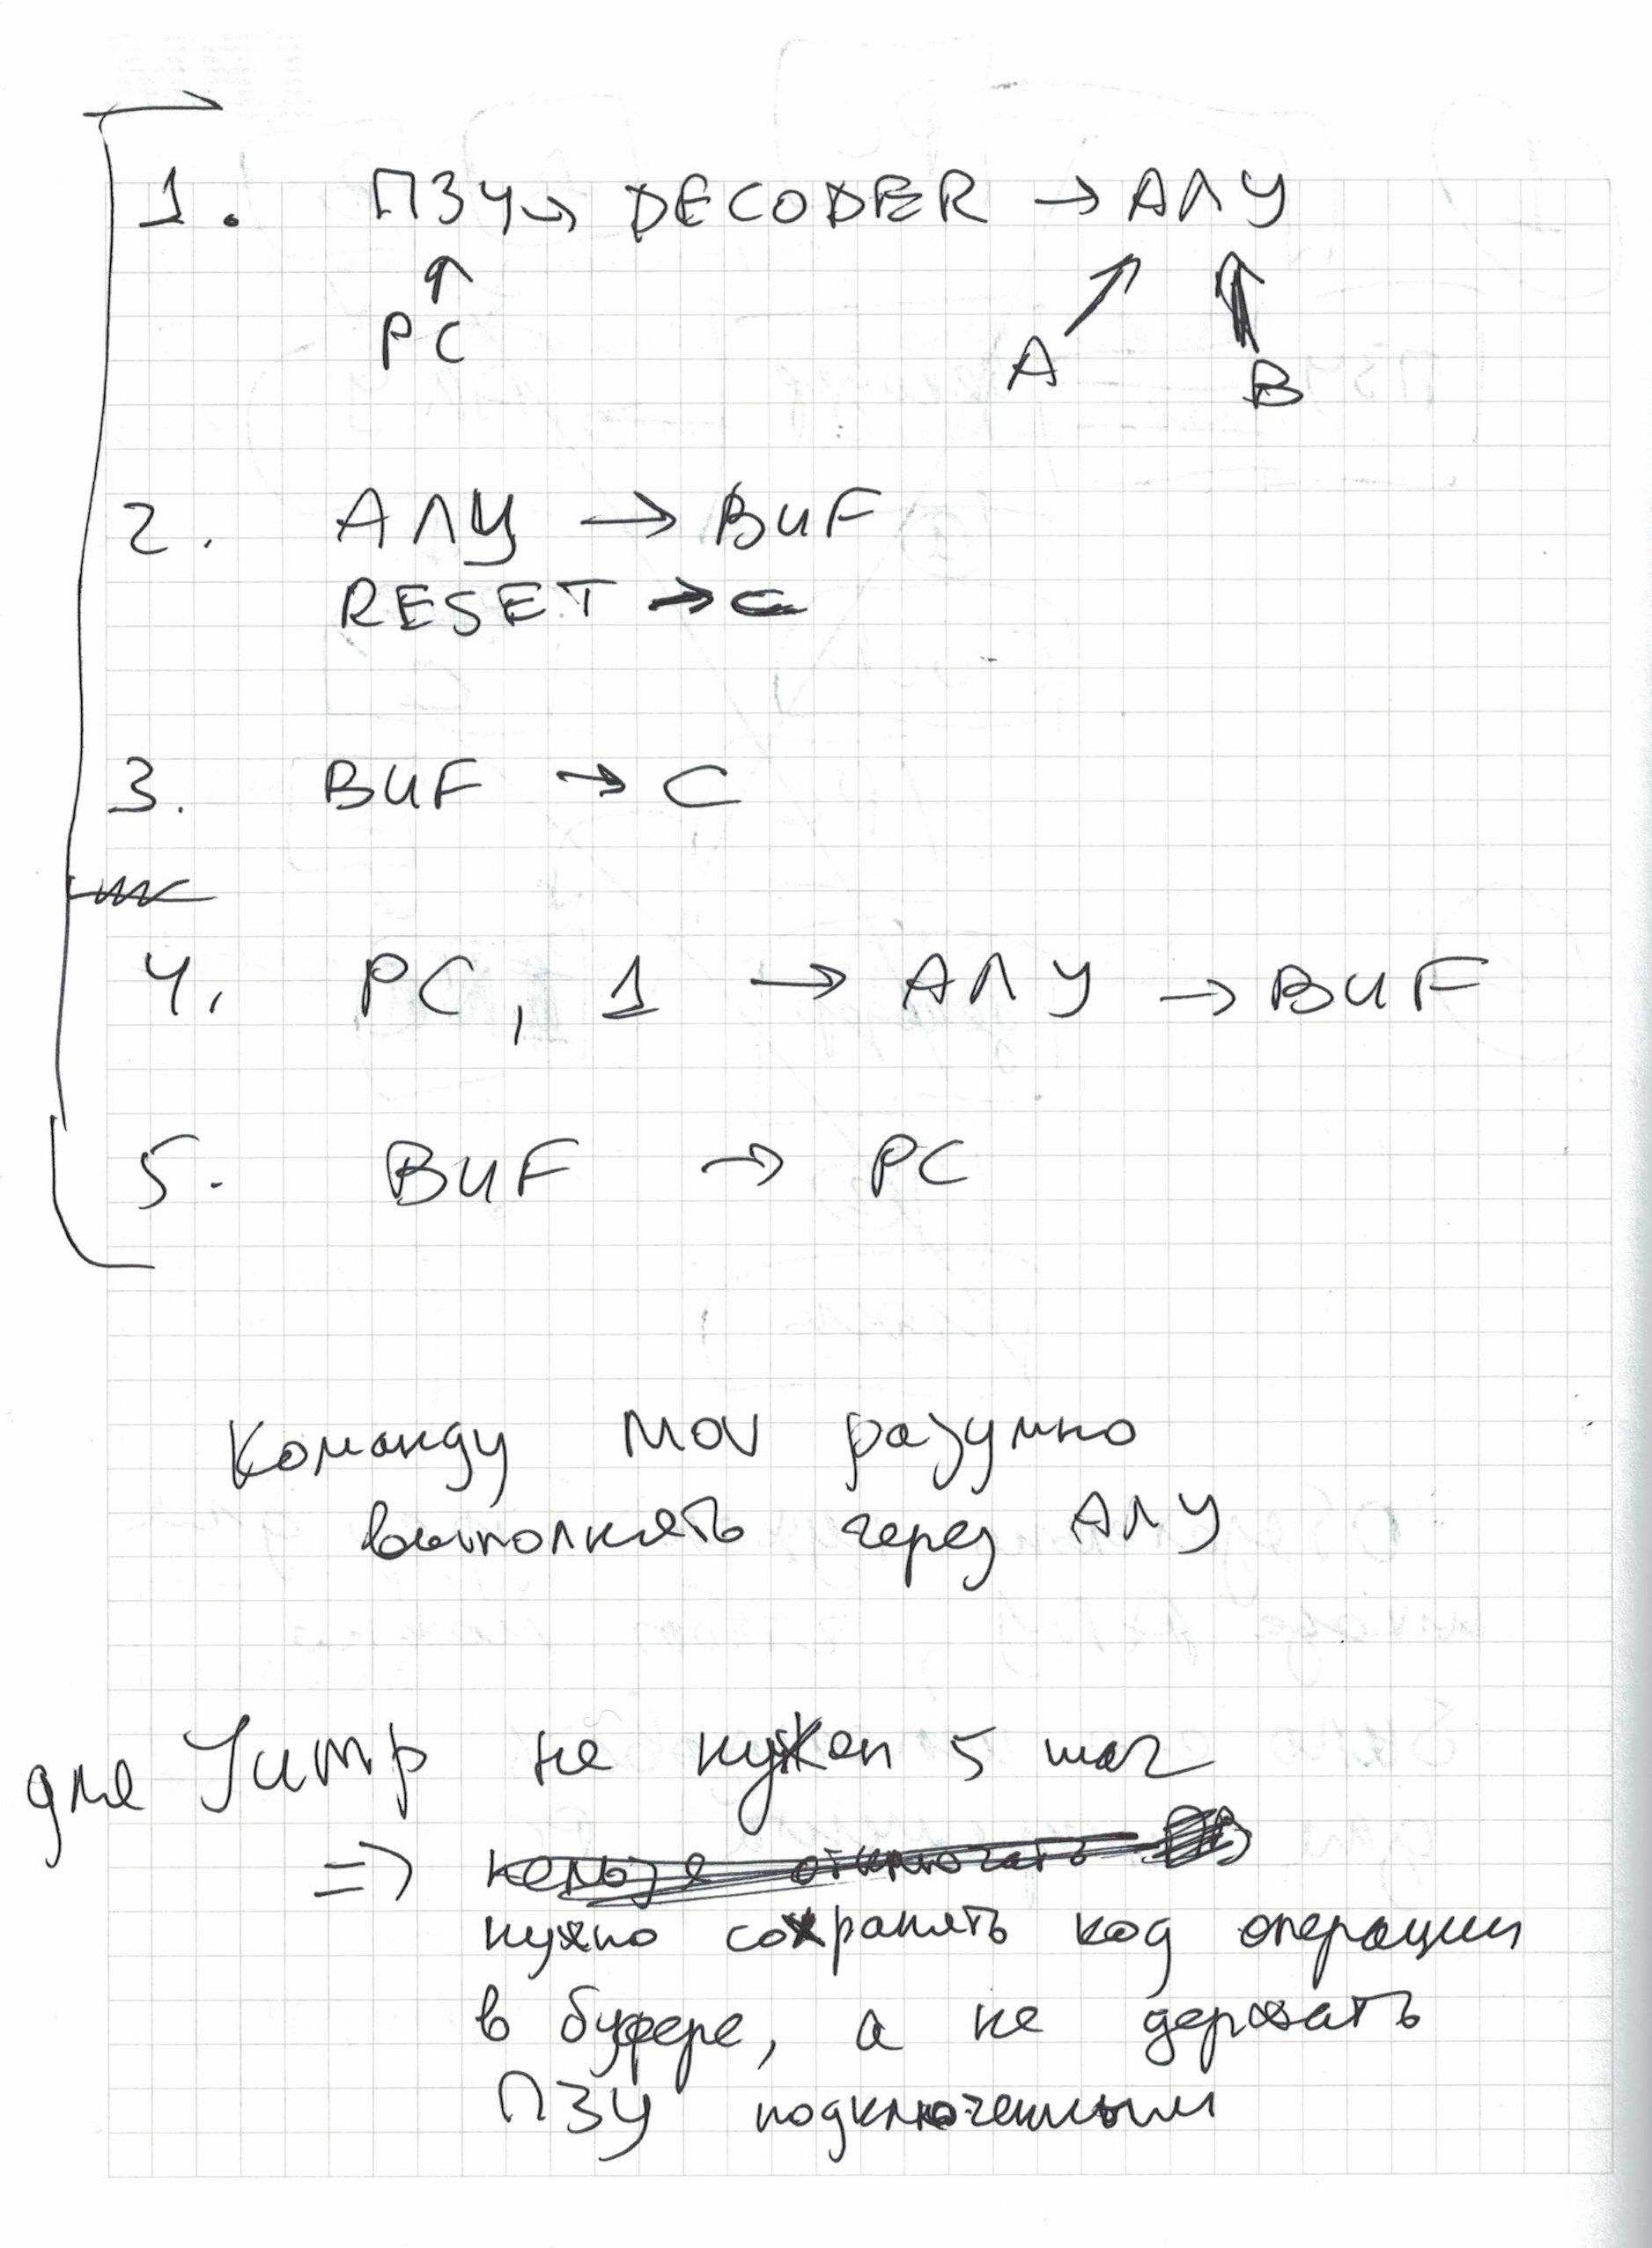 1. ПЗУ → DECODER → АЛУ
↑ ↗ ↑
PC A B
2. АЛУ → BUF
RESET → C
3. BUF → C
4. PC, 1 → АЛУ → BUF
5. BUF → PC
Команду MOV разумно
выполнять через АЛУ
для Jump не нужен 5 шаг
=> нельзя отключать
нужно сохранять код операции
в буфере, а не держать
ПЗУ подключенным